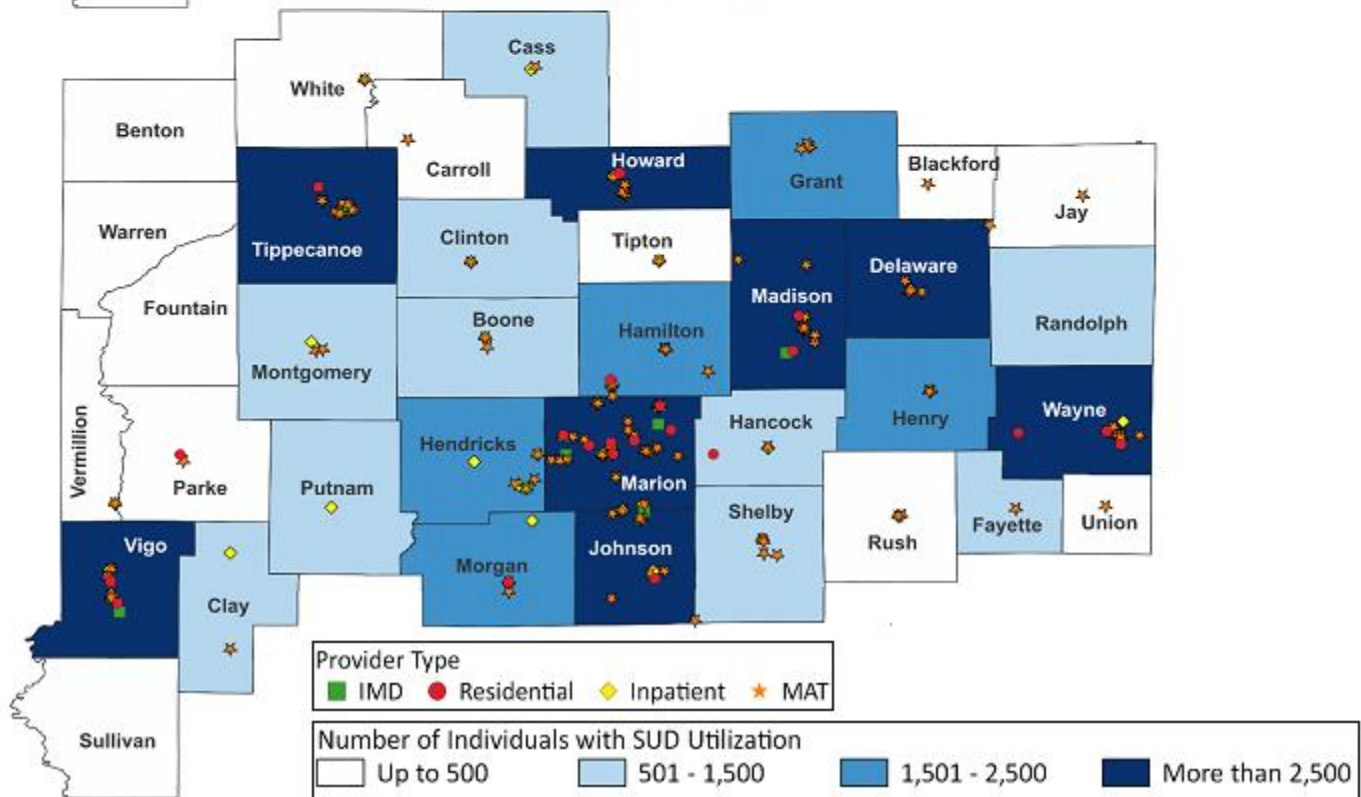 Cass
White
Benton
Howard
Blackford
Carroll
Grant
Jay
Warren
Clinton
Tipton
Tippecanoe
Delaware
Madison
Fountain
Boone
Hamilton
Randolph
Montgomery
Wayne
Henry
Hancock
Hendricks
Vermillion
Parke
Putnam
Marion
Shelby
Fayette
Union
Rush
Vigo
Johnson
Morgan
Clay
Sullivan
Provider Type
IMD Residential Inpatient MAT
Number of Individuals with SUD Utilization
Up to 500 501 - 1,500 1,501 - 2,500 More than 2,500